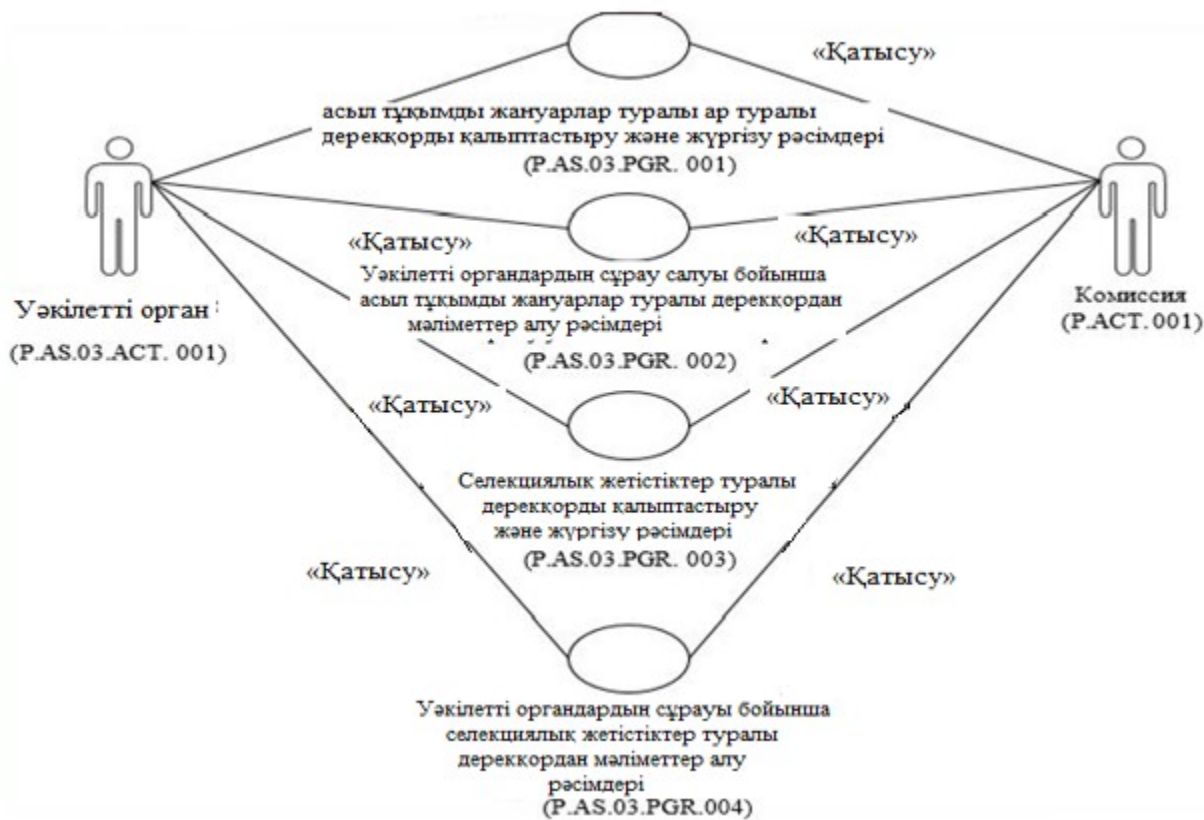 «Қатысу»
асыл тұқымды жануарлар туралы ар туралы
дерекқорды қалыптастыру және жүргізу рәсімдері
(P.AS.03.PGR. 001)
«Қатысу»
«Қатысу»
Уәкілетті органдардың сұрау салуы бойынша
асыл тұқымды жануарлар туралы дерекқордан
мәліметтер алу рәсімдері
(P.AS.03.PGR. 002)
Уәкілетті орган
(P.AS.03.ACT. 001)
Комиссия
(P.ACT. 001)
«Қатысу»
«Қатысу»
Селекциялық жетістіктер туралы
дерекқорды қалыптастыру
және жүргізу рәсімдері
(P.AS.03.PGR. 003)
«Қатысу»
«Қатысу»
Уәкілетті органдардың сұрауы бойынша
селекциялық жетістіктер туралы
дерекқордан мәліметтер алу
рәсімдері
(P.AS.03.PGR.004)